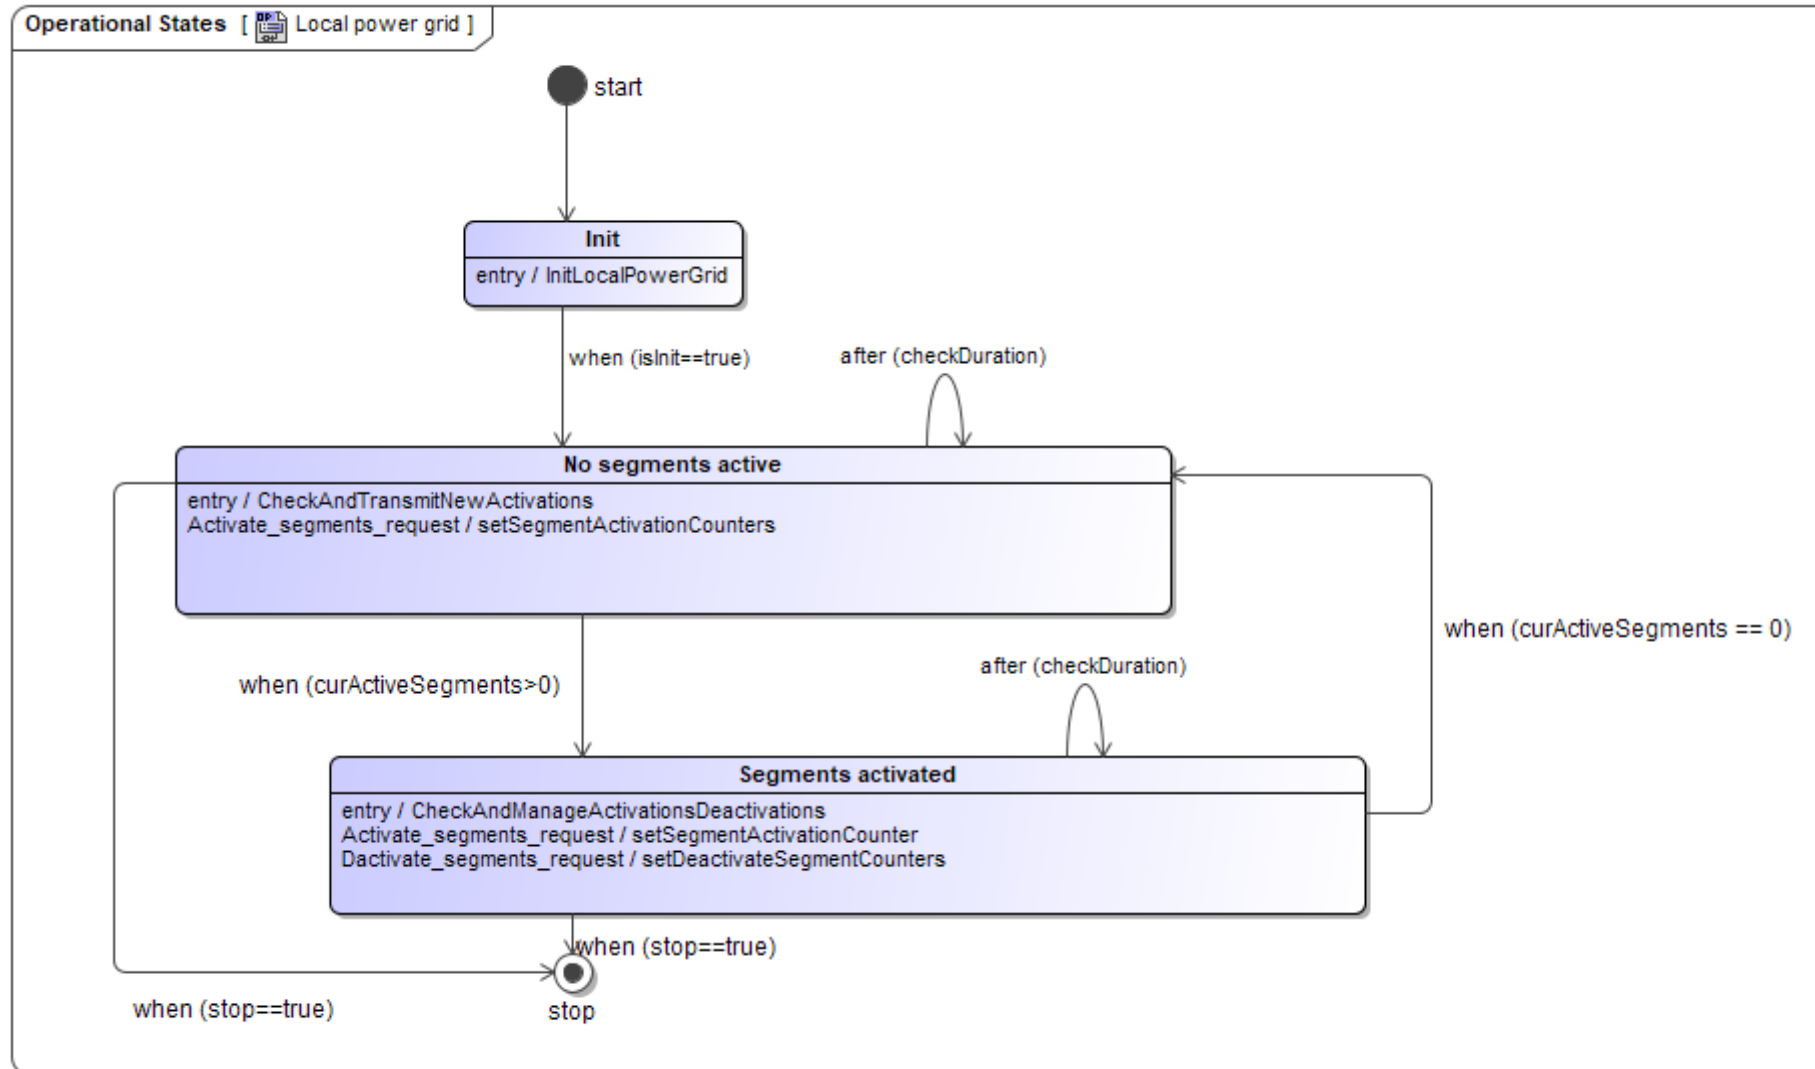 Operational States [ Local power grid ]
start
Init
entry / InitLocalPowerGrid
when (isInit==true)
after (checkDuration)
No segments active
entry / CheckAndTransmitNewActivations
Activate_segments_request / setSegmentActivationCounters
when (curActiveSegments == 0)
after (checkDuration)
when (curActiveSegments>0)
Segments activated
entry / CheckAndManageActivationsDeactivations
Activate_segments_request / setSegmentActivationCounter
Dactivate_segments_request / setDeactivateSegmentCounters
when (stop==true)
when (stop==true)
stop